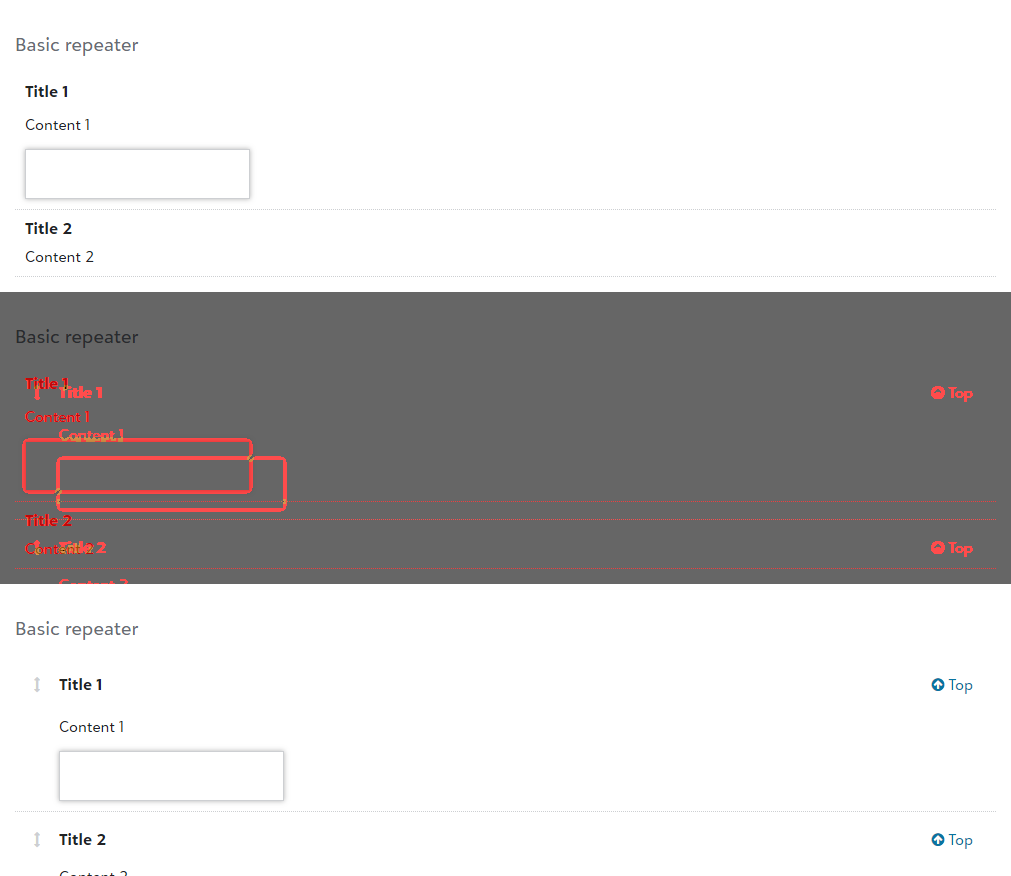 Basic repeater
Title 1
Content 1
Title 2
Content 2
Basic repeater
Title 1
Title 1 Top
Content 1
Content 1
Title 2
Content 2 Title 2 Top
Content 2
Basic repeater
Title 1 Top
Content 1
Title 2 Top
Content 2